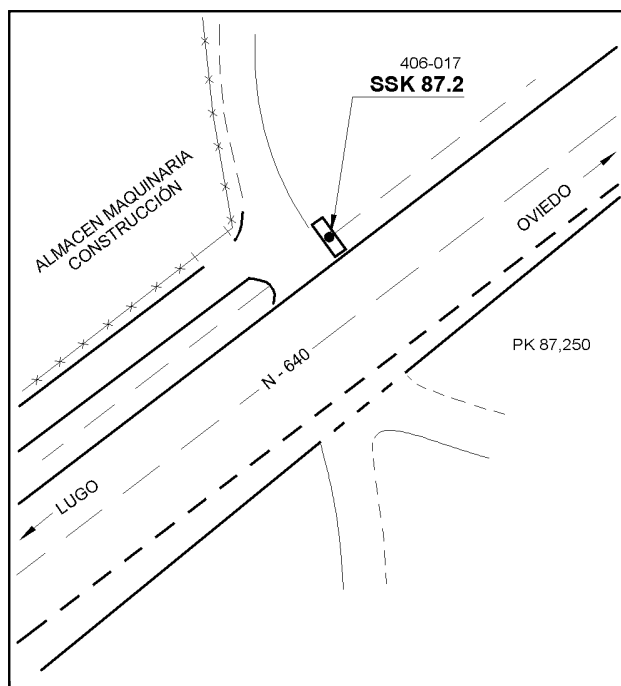 406-017
SSK 87.2
ALMACEN MAQUINARIA
CONSTRUCCIÓN
OVIEDO
PK 87,250
N - 640
LUGO